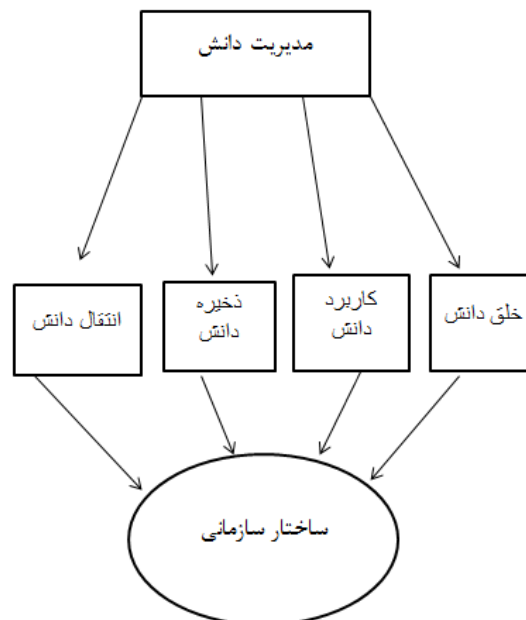 مدیریت دانش
خلق دانش
کاربرد
دانش
ذخیره
دانش
انتقال دانش
ساختار سازمانی